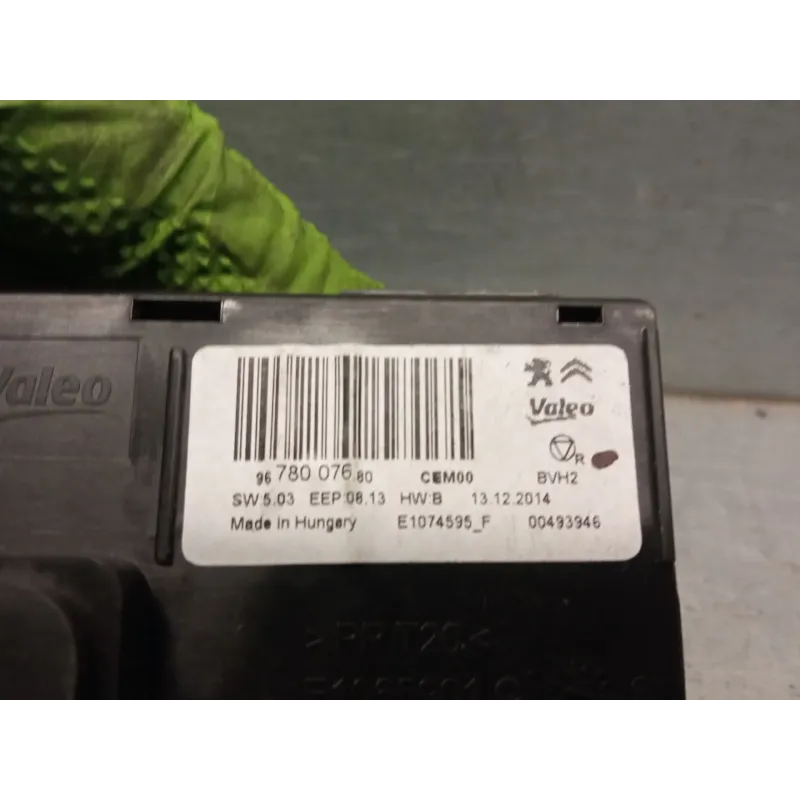 Valeo
Valeo
R
96 780 076 80 CEM00 BVH2
SW:5.03 EEP:08.13 HW:B 13.12.2014
Made in Hungary E1074595_F 00493946